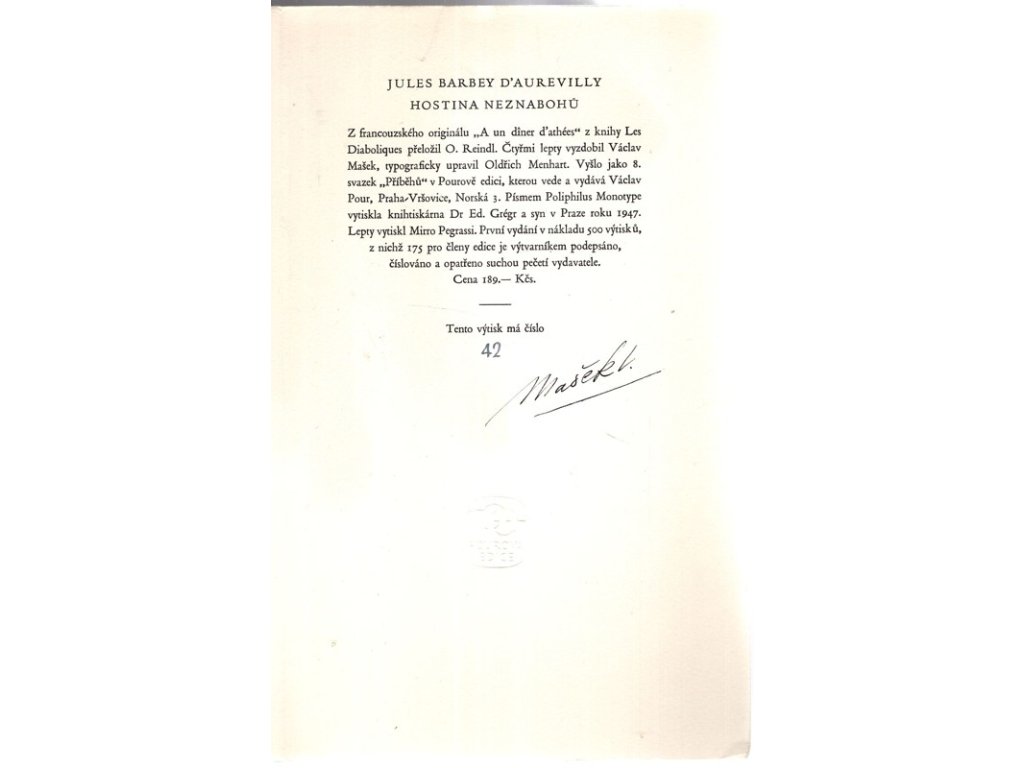 JULES BARBEY D'AUREVILLY
HOSTINA NEZNABOHŮ
Z francouzského originálu „A un dîner d'athées“ z knihy Les
Diaboliques přeložil O. Reindl. Čtyřmi lepty vyzdobil Václav
Mašek, typograficky upravil Oldřich Menhart. Vyšlo jako 8.
svazek „Příběhů“ v Pourově edici, kterou vede a vydává Václav
Pour, Praha-Vršovice, Norská 3. Písmem Poliphilus Monotype
vytiskla knihtiskárna Dr Ed. Grégr a syn v Praze roku 1947.
Lepty vytiskl Mirro Pegrassi. První vydání v nákladu 500 výtisků,
z nichž 175 pro členy edice je výtvarníkem podepsáno,
číslováno a opatřeno suchou pečetí vydavatele.
Cena 189.— Kčs.
Tento výtisk má číslo
42
Mašek